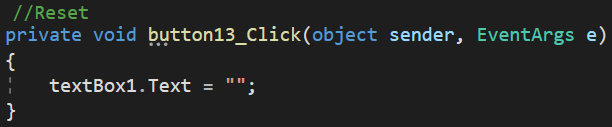 //Reset
private void button13_Click(object sender, EventArgs e)
{
textBox1.Text = "";
}